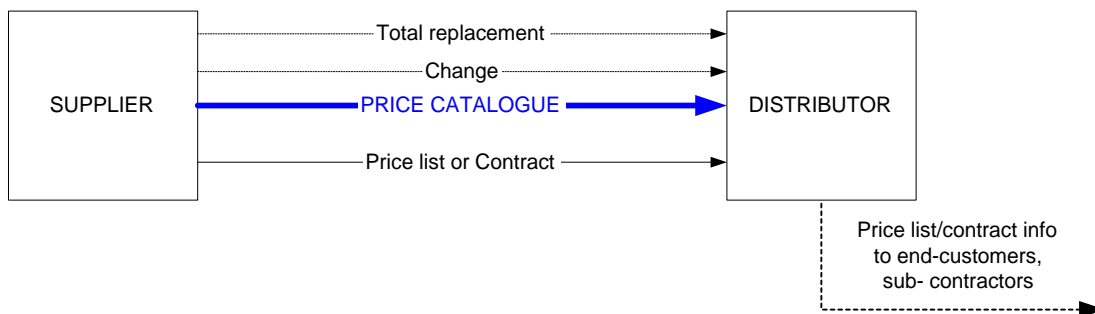 Total replacement
Change
SUPPLIER
PRICE CATALOGUE
DISTRIBUTOR
Price list or Contract
Price list/contract info
to end-customers,
sub- contractors